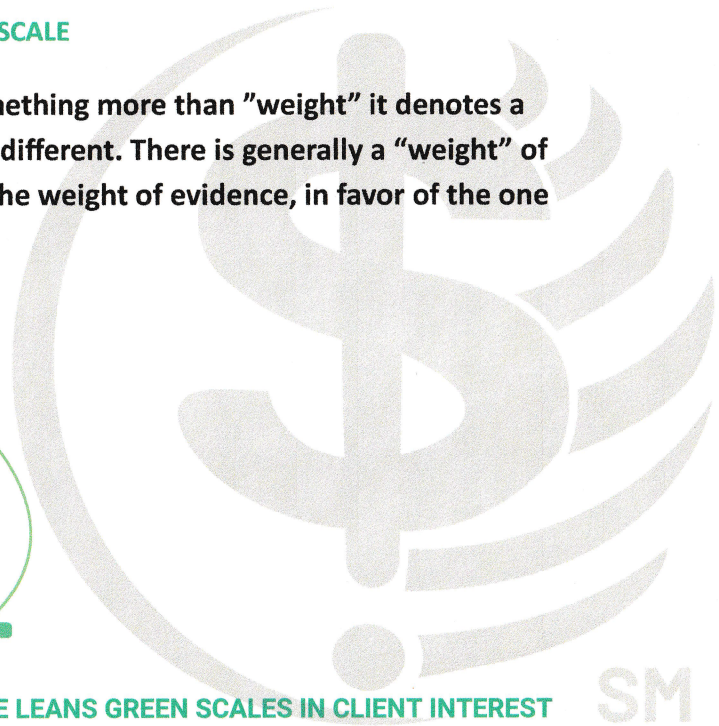 SCALE
nething more than ”weight” it denotes a
different. There is generally a “weight” of
he weight of evidence, in favor of the one
$
E LEANS GREEN SCALES IN CLIENT INTEREST
SM